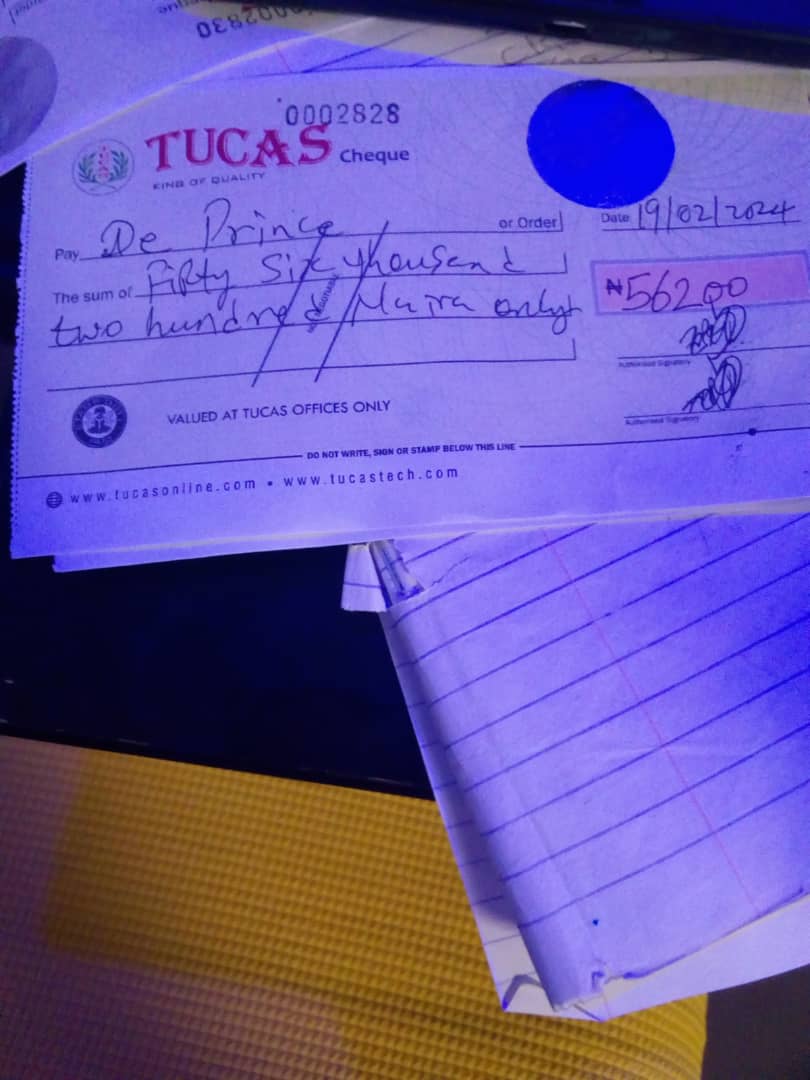 0002830
0002828
TUCAS Cheque
KING OF QUALITY
Pay De Prince or Order
Date 19/02/2024
The sum of Fifty Six thousand
₦56200
two hundred Naira only
Authorised Signatory
Authorised Signatory
VALUED AT TUCAS OFFICES ONLY
DO NOT WRITE, SIGN OR STAMP BELOW THIS LINE
www.tucasonline.com • www.tucastech.com